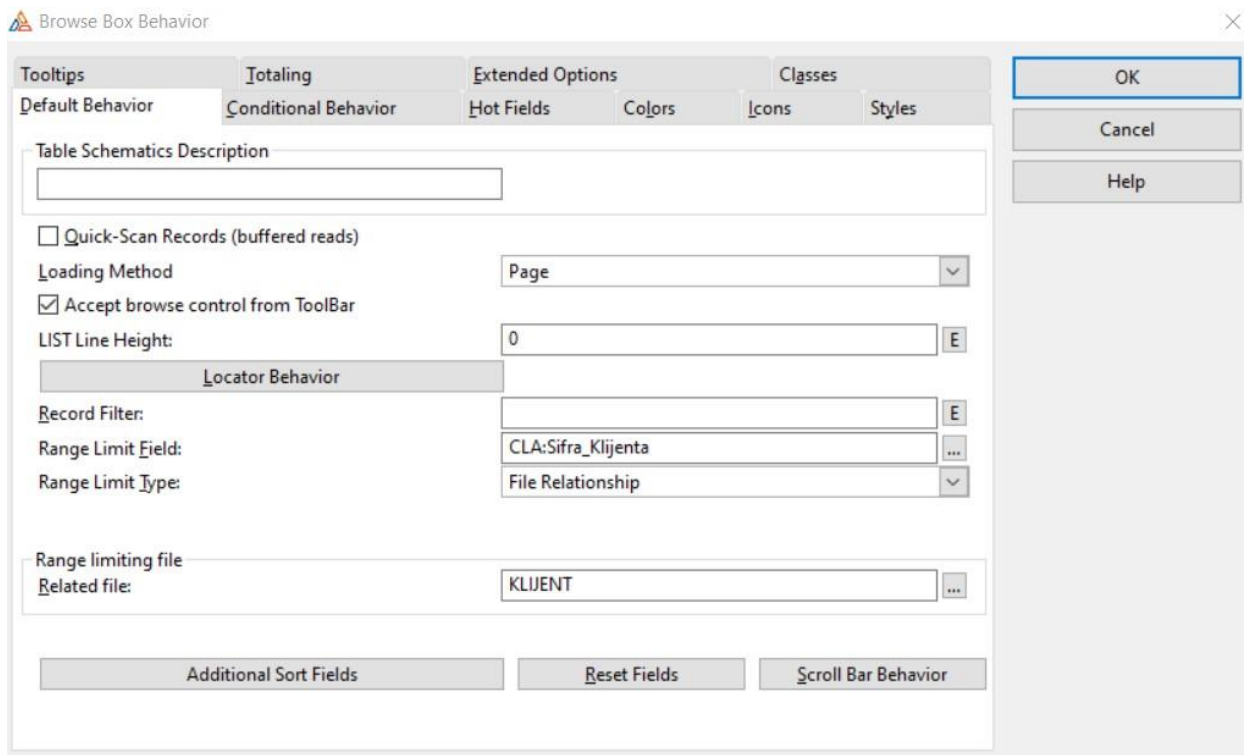 Browse Box Behavior
Tooltips Totaling Extended Options Classes
Default Behavior Conditional Behavior Hot Fields Colors Icons Styles
OK
Cancel
Help
Table Schematics Description
Quick-Scan Records (buffered reads)
Loading Method Page
Accept browse control from ToolBar
LIST Line Height: 0 E
Locator Behavior
Record Filter: E
Range Limit Field: CLA:Sifra_Klijenta ...
Range Limit Type: File Relationship
Range limiting file
Related file: KLIJENT ...
Additional Sort Fields Reset Fields Scroll Bar Behavior